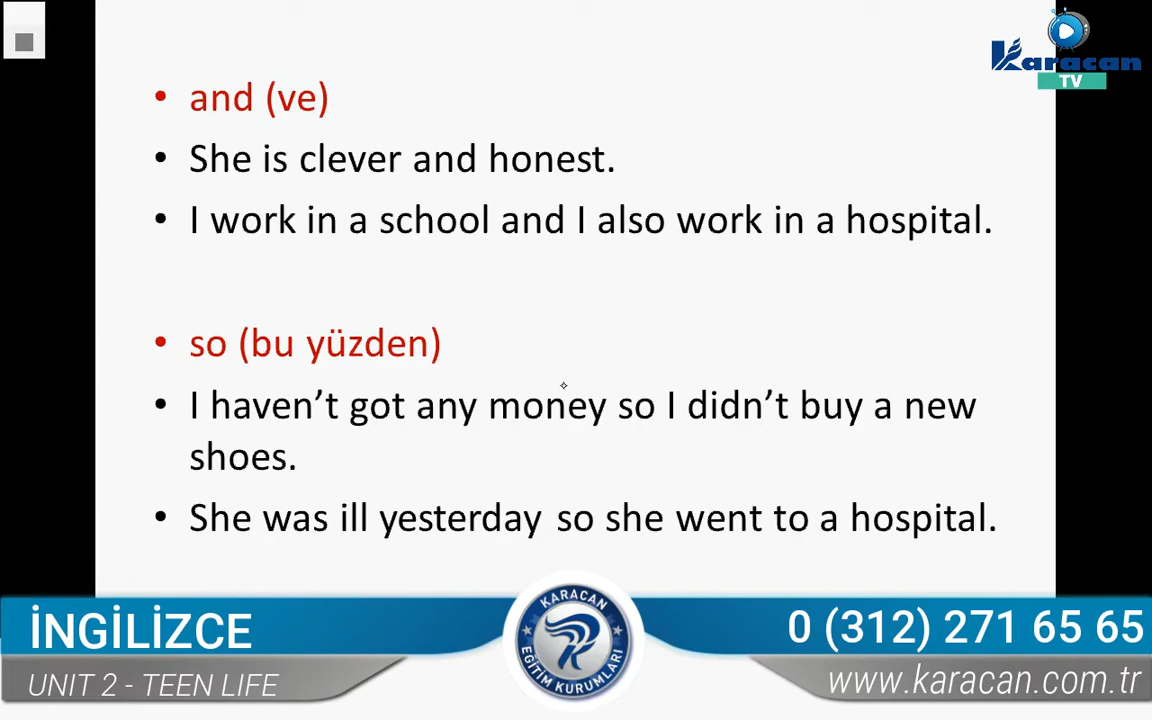 Karacan
TV
• and (ve)
• She is clever and honest.
• I work in a school and I also work in a hospital.
• so (bu yüzden)
• I haven’t got any money so I didn’t buy a new
shoes.
• She was ill yesterday so she went to a hospital.
İNGİLİZCE
UNIT 2 - TEEN LIFE
KARACAN
EĞİTİM KURUMLARI
0 (312) 271 65 65
www.karacan.com.tr